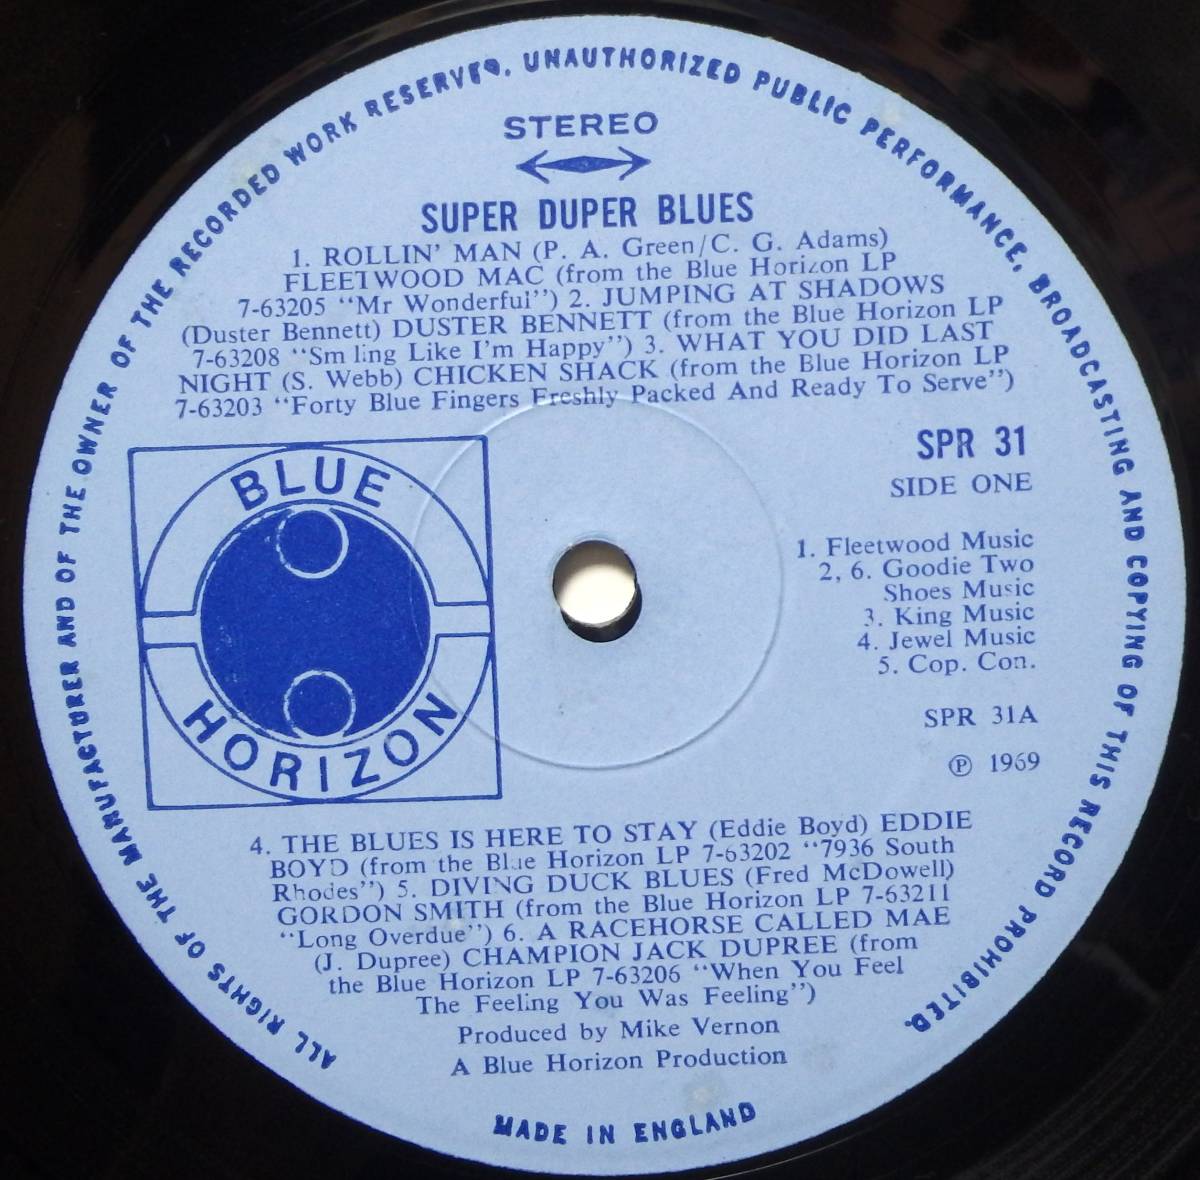 ALL RIGHTS OF THE MANUFACTURER AND OF THE OWNER OF THE RECORDED WORK RESERVED. UNAUTHORIZED PUBLIC PERFORMANCE, BROADCASTING AND COPYING OF THIS RECORD PROHIBITED.
STEREO
SUPER DUPER BLUES
1. ROLLIN' MAN (P. A. Green/C. G. Adams)
FLEETWOOD MAC (from the Blue Horizon LP
7-63205 "Mr Wonderful") 2. JUMPING AT SHADOWS
(Duster Bennett) DUSTER BENNETT (from the Blue Horizon LP
7-63208 "Smiling Like I'm Happy") 3. WHAT YOU DID LAST
NIGHT (S. Webb) CHICKEN SHACK (from the Blue Horizon LP
7-63203 "Forty Blue Fingers Freshly Packed And Ready To Serve")
BLUE
HORIZON
SPR 31
SIDE ONE
1. Fleetwood Music
2, 6. Goodie Two
Shoes Music
3. King Music
4. Jewel Music
5. Cop. Con.
SPR 31A
℗ 1969
4. THE BLUES IS HERE TO STAY (Eddie Boyd) EDDIE
BOYD (from the Blue Horizon LP 7-63202 "7936 South
Rhodes") 5. DIVING DUCK BLUES (Fred McDowell)
GORDON SMITH (from the Blue Horizon LP 7-63211
"Long Overdue") 6. A RACEHORSE CALLED MAE
(J. Dupree) CHAMPION JACK DUPREE (from
the Blue Horizon LP 7-63206 "When You Feel
The Feeling You Was Feeling")
Produced by Mike Vernon
A Blue Horizon Production
MADE IN ENGLAND